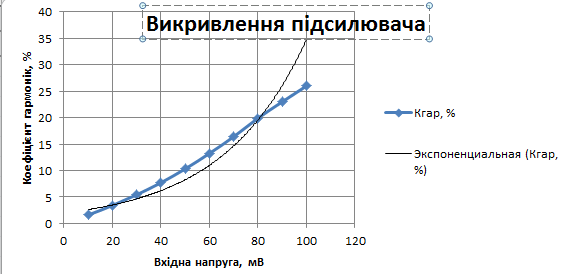 Викривлення підсилювача
Коефіцієнт гармонік, %
40
35
30
25
20
15
10
5
0
0 20 40 60 80 100 120
Вхідна напруга, мВ
Кгар, %
Экспоненциальная (Кгар,
%)